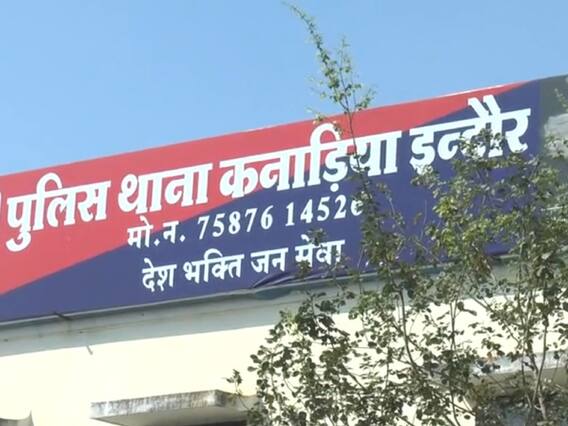 पुलिस थाना कनाड़िया इन्दौर
मो.न. 75876 1452
देश भक्ति जन सेवा